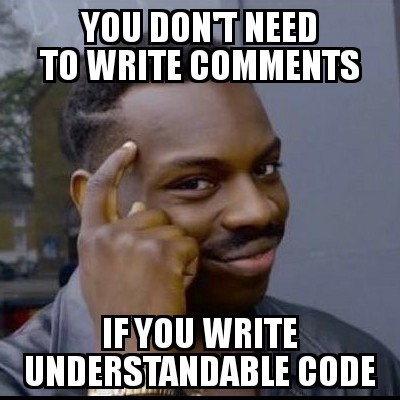 YOU DON'T NEED
TO WRITE COMMENTS
IF YOU WRITE
UNDERSTANDABLE CODE